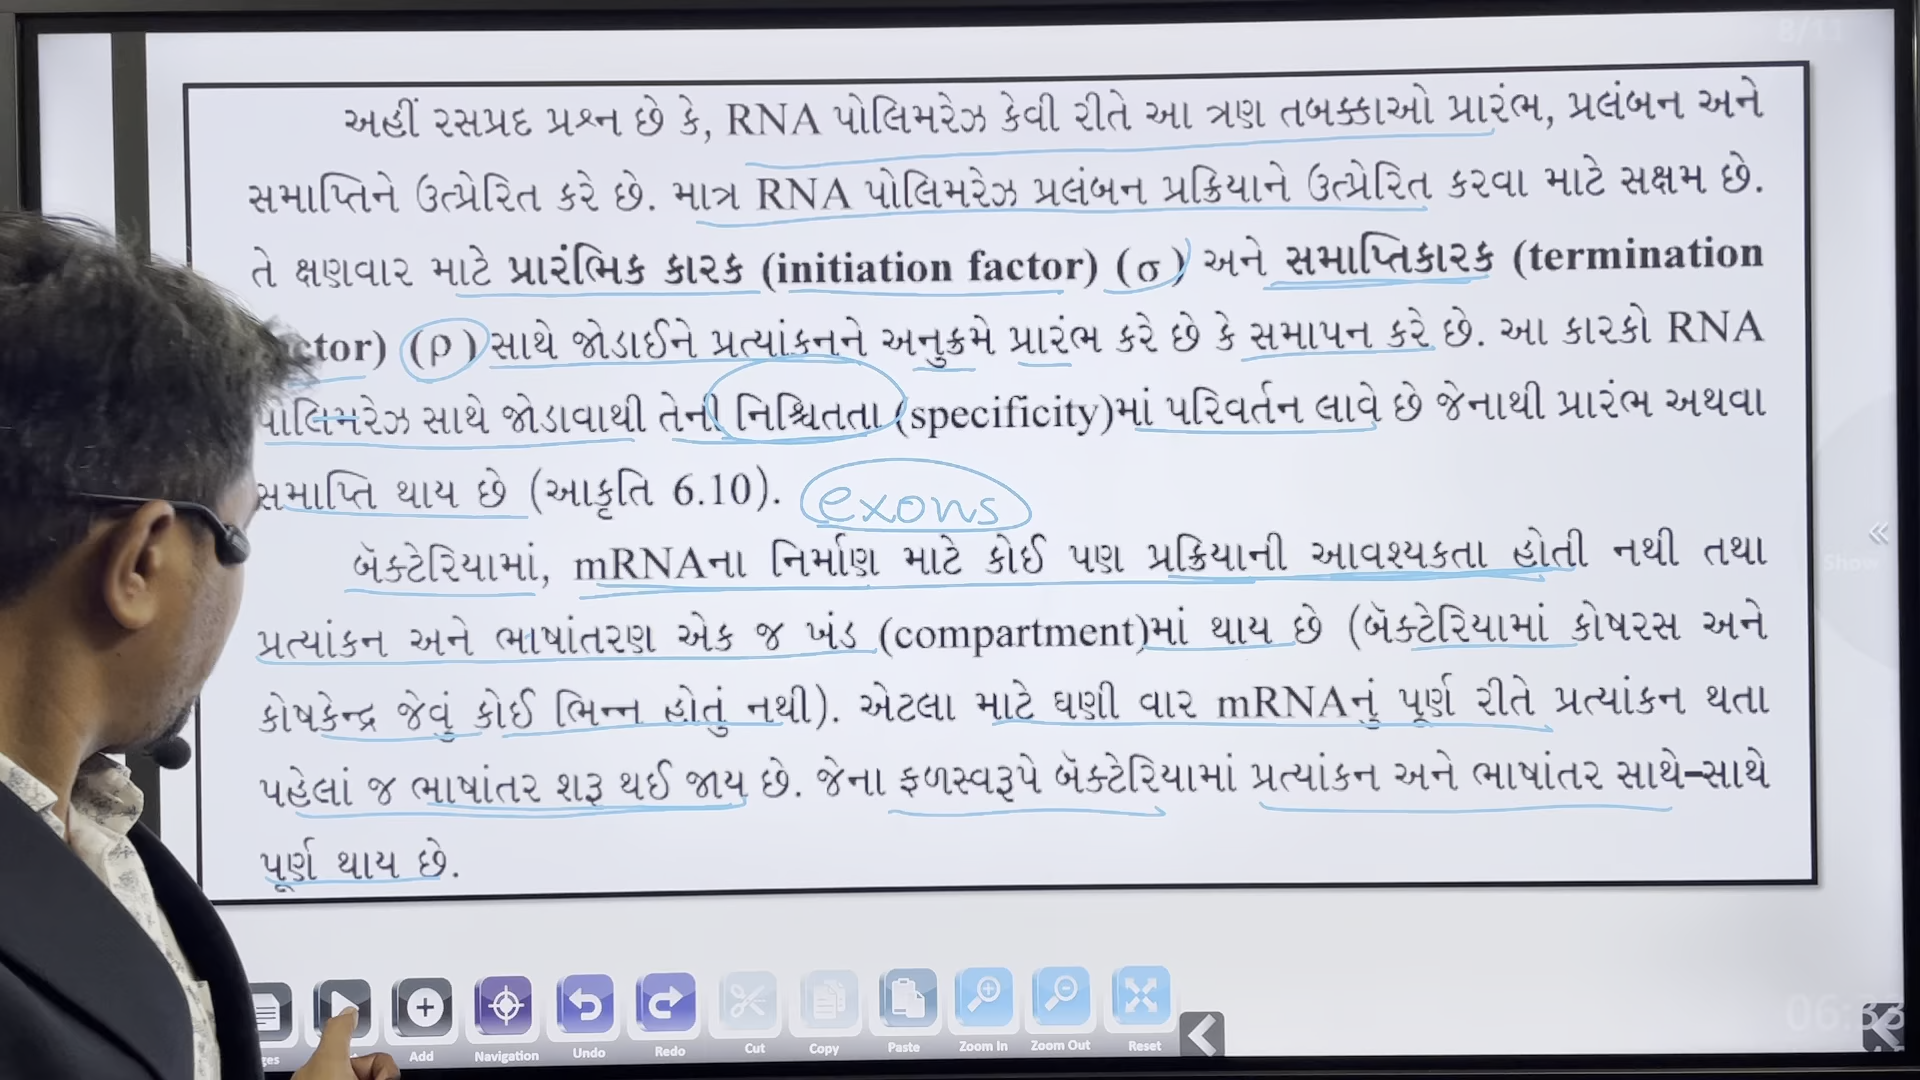 અહીં રસપ્રદ પ્રશ્ન છે કે, RNA પોલિમરેઝ કેવી રીતે આ ત્રણ તબક્કાઓ પ્રારંભ, પ્રલંબન અને
સમાપ્તિને ઉત્પ્રેરિત કરે છે. માત્ર RNA પોલિમરેઝ પ્રલંબન પ્રક્રિયાને ઉત્પ્રેરિત કરવા માટે સક્ષમ છે.
તે ક્ષણવાર માટે પ્રારંભિક કારક (initiation factor) (σ) અને સમાપ્તિકારક (termination
ctor) (ρ) સાથે જોડાઈને પ્રત્યાંકનને અનુક્રમે પ્રારંભ કરે છે કે સમાપન કરે છે. આ કારકો RNA
પોલિમરેઝ સાથે જોડાવાથી તેની નિશ્ચિતતા (specificity)માં પરિવર્તન લાવે છે જેનાથી પ્રારંભ અથવા
સમાપ્તિ થાય છે (આકૃતિ 6.10).
exons
બૅક્ટેરિયામાં, mRNAના નિર્માણ માટે કોઈ પણ પ્રક્રિયાની આવશ્યકતા હોતી નથી તથા
પ્રત્યાંકન અને ભાષાંતરણ એક જ ખંડ (compartment)માં થાય છે (બૅક્ટેરિયામાં કોષરસ અને
કોષકેન્દ્ર જેવું કોઈ ભિન્ન હોતું નથી). એટલા માટે ઘણી વાર mRNAનું પૂર્ણ રીતે પ્રત્યાંકન થતા
પહેલાં જ ભાષાંતર શરૂ થઈ જાય છે. જેના ફળસ્વરૂપે બૅક્ટેરિયામાં પ્રત્યાંકન અને ભાષાંતર સાથે-સાથે
પૂર્ણ થાય છે.
Show
Add Navigation Undo Redo Cut Copy Paste Zoom In Zoom Out Reset